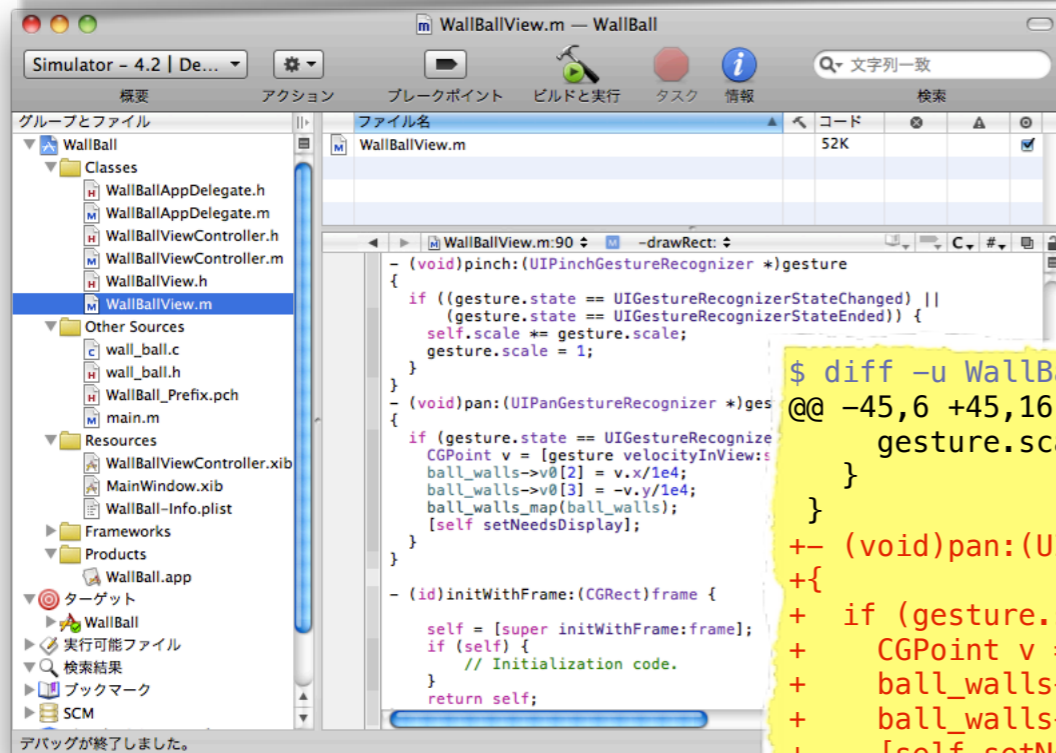 WallBallView.m — WallBall
Simulator - 4.2 | De...
文字列一致
概要 アクション ブレークポイント ビルドと実行 タスク 情報 検索
グループとファイル
WallBall
Classes
WallBallAppDelegate.h
WallBallAppDelegate.m
WallBallViewController.h
WallBallViewController.m
WallBallView.h
WallBallView.m
Other Sources
wall_ball.c
wall_ball.h
WallBall_Prefix.pch
main.m
Resources
WallBallViewController.xib
MainWindow.xib
WallBall-Info.plist
Frameworks
Products
WallBall.app
ターゲット
WallBall
実行可能ファイル
検索結果
ブックマーク
SCM
デバッグが終了しました。
ファイル名 コード
WallBallView.m 52K
WallBallView.m:90 -drawRect: C #
- (void)pinch:(UIPinchGestureRecognizer *)gesture
{
if ((gesture.state == UIGestureRecognizerStateChanged) ||
(gesture.state == UIGestureRecognizerStateEnded)) {
self.scale *= gesture.scale;
gesture.scale = 1;
}
}
- (void)pan:(UIPanGestureRecognizer *)ges
{
if (gesture.state == UIGestureRecognize
CGPoint v = [gesture velocityInView:s
ball_walls->v0[2] = v.x/1e4;
ball_walls->v0[3] = -v.y/1e4;
ball_walls_map(ball_walls);
[self setNeedsDisplay];
}
}
- (id)initWithFrame:(CGRect)frame {
self = [super initWithFrame:frame];
if (self) {
// Initialization code.
}
return self;
$ diff -u WallBa
@@ -45,6 +45,16
gesture.sca
}
}
+- (void)pan:(U
+{
+ if (gesture.
+ CGPoint v =
+ ball_walls-
+ ball_walls-
+ [self setN